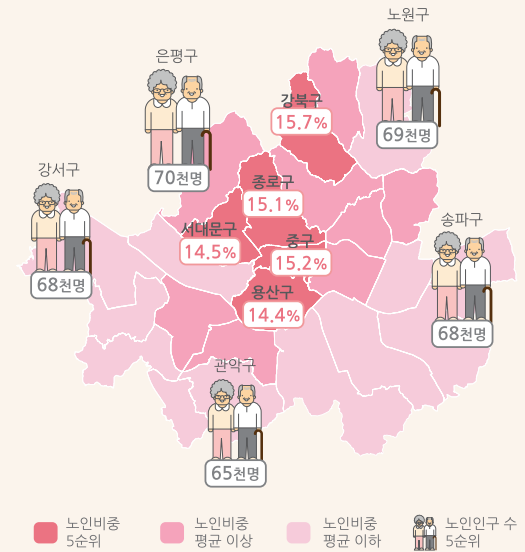 노원구
69천명
은평구
70천명
강북구
15.7%
강서구
68천명
종로구
15.1%
서대문구
14.5%
중구
15.2%
송파구
68천명
용산구
14.4%
관악구
65천명
노인비중
5순위
노인비중
평균 이상
노인비중
평균 이하
노인인구 수
5순위